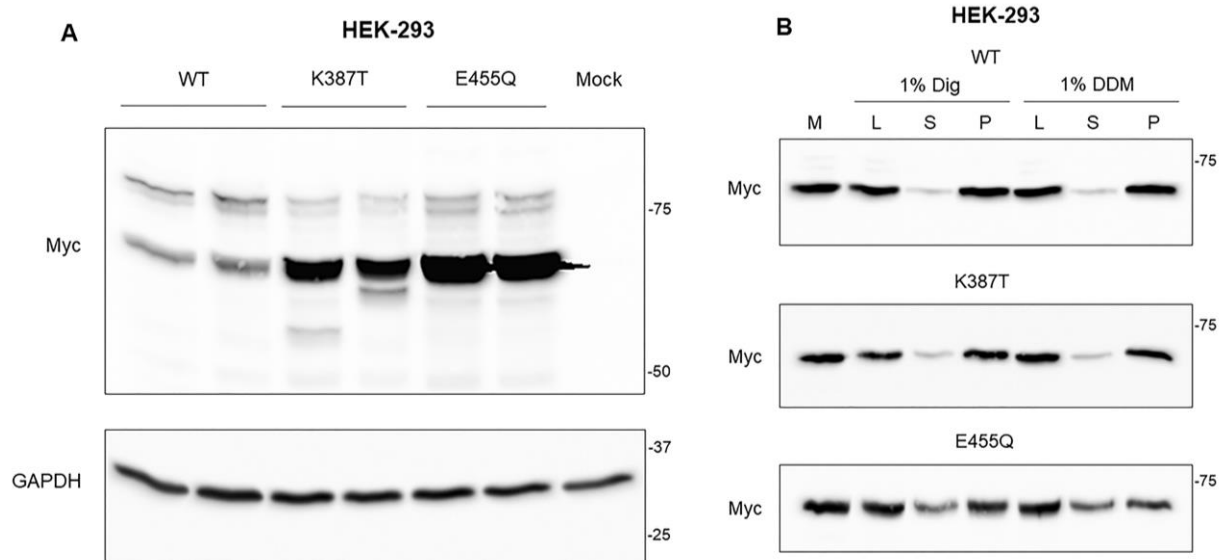 A
HEK-293
WT K387T E455Q Mock
Myc
-75
-50
GAPDH
-37
-25
B
HEK-293
WT
1% Dig 1% DDM
M L S P L S P
Myc
-75
K387T
Myc
-75
E455Q
Myc
-75